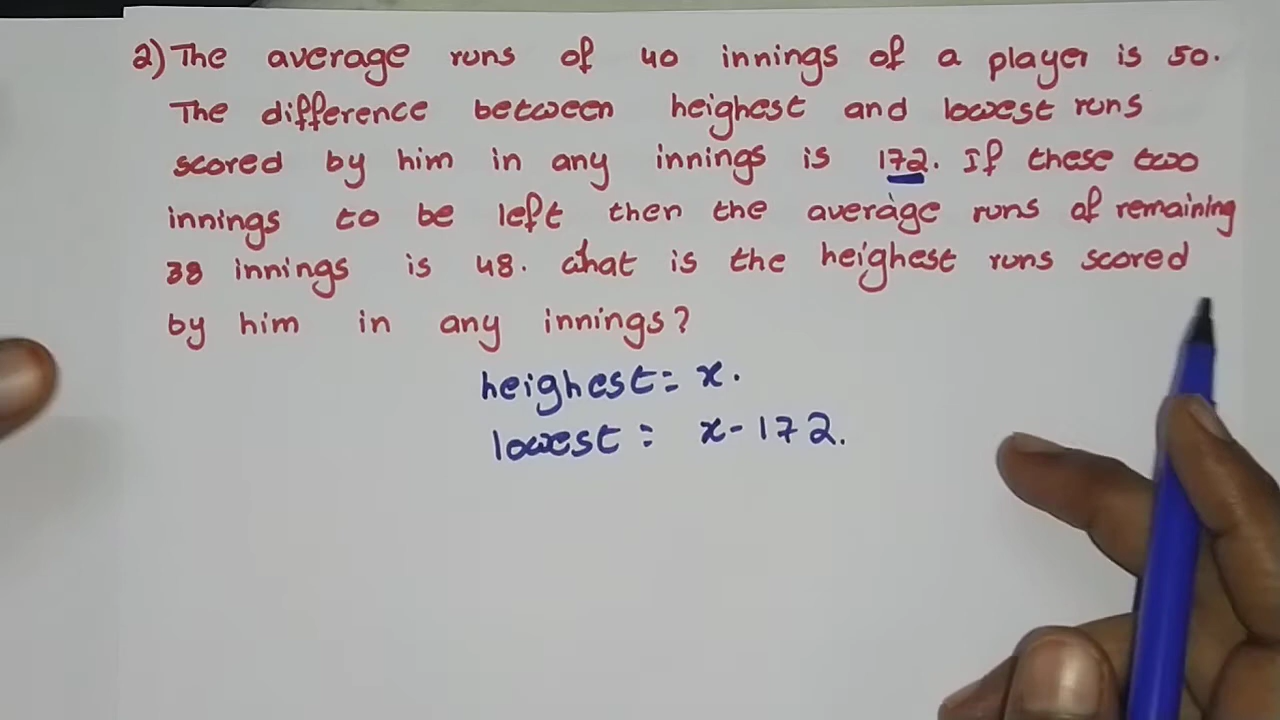 2) The average runs of 40 innings of a player is 50.
The difference between heighest and lowest runs
scored by him in any innings is 172. If these two
innings to be left then the average runs of remaining
38 innings is 48. what is the heighest runs scored
by him in any innings?
heighest = x.
lowest = x-172.